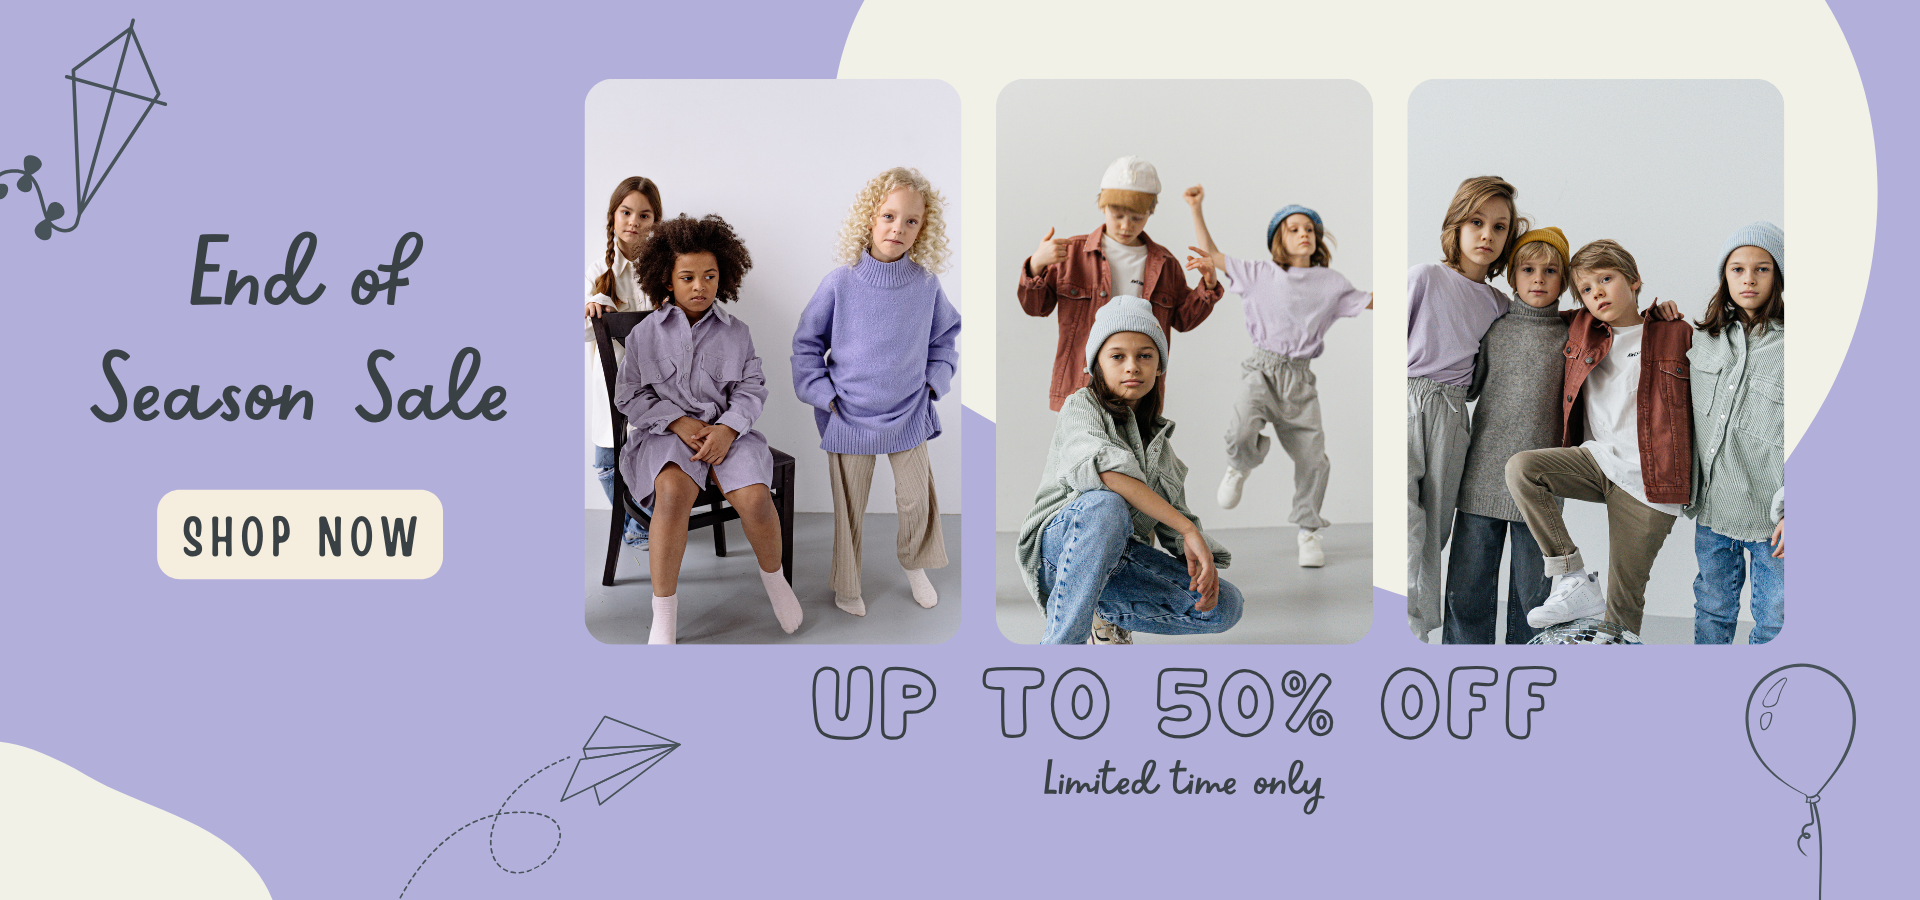 End of
Season Sale
SHOP NOW
UP TO 50% OFF
Limited time only